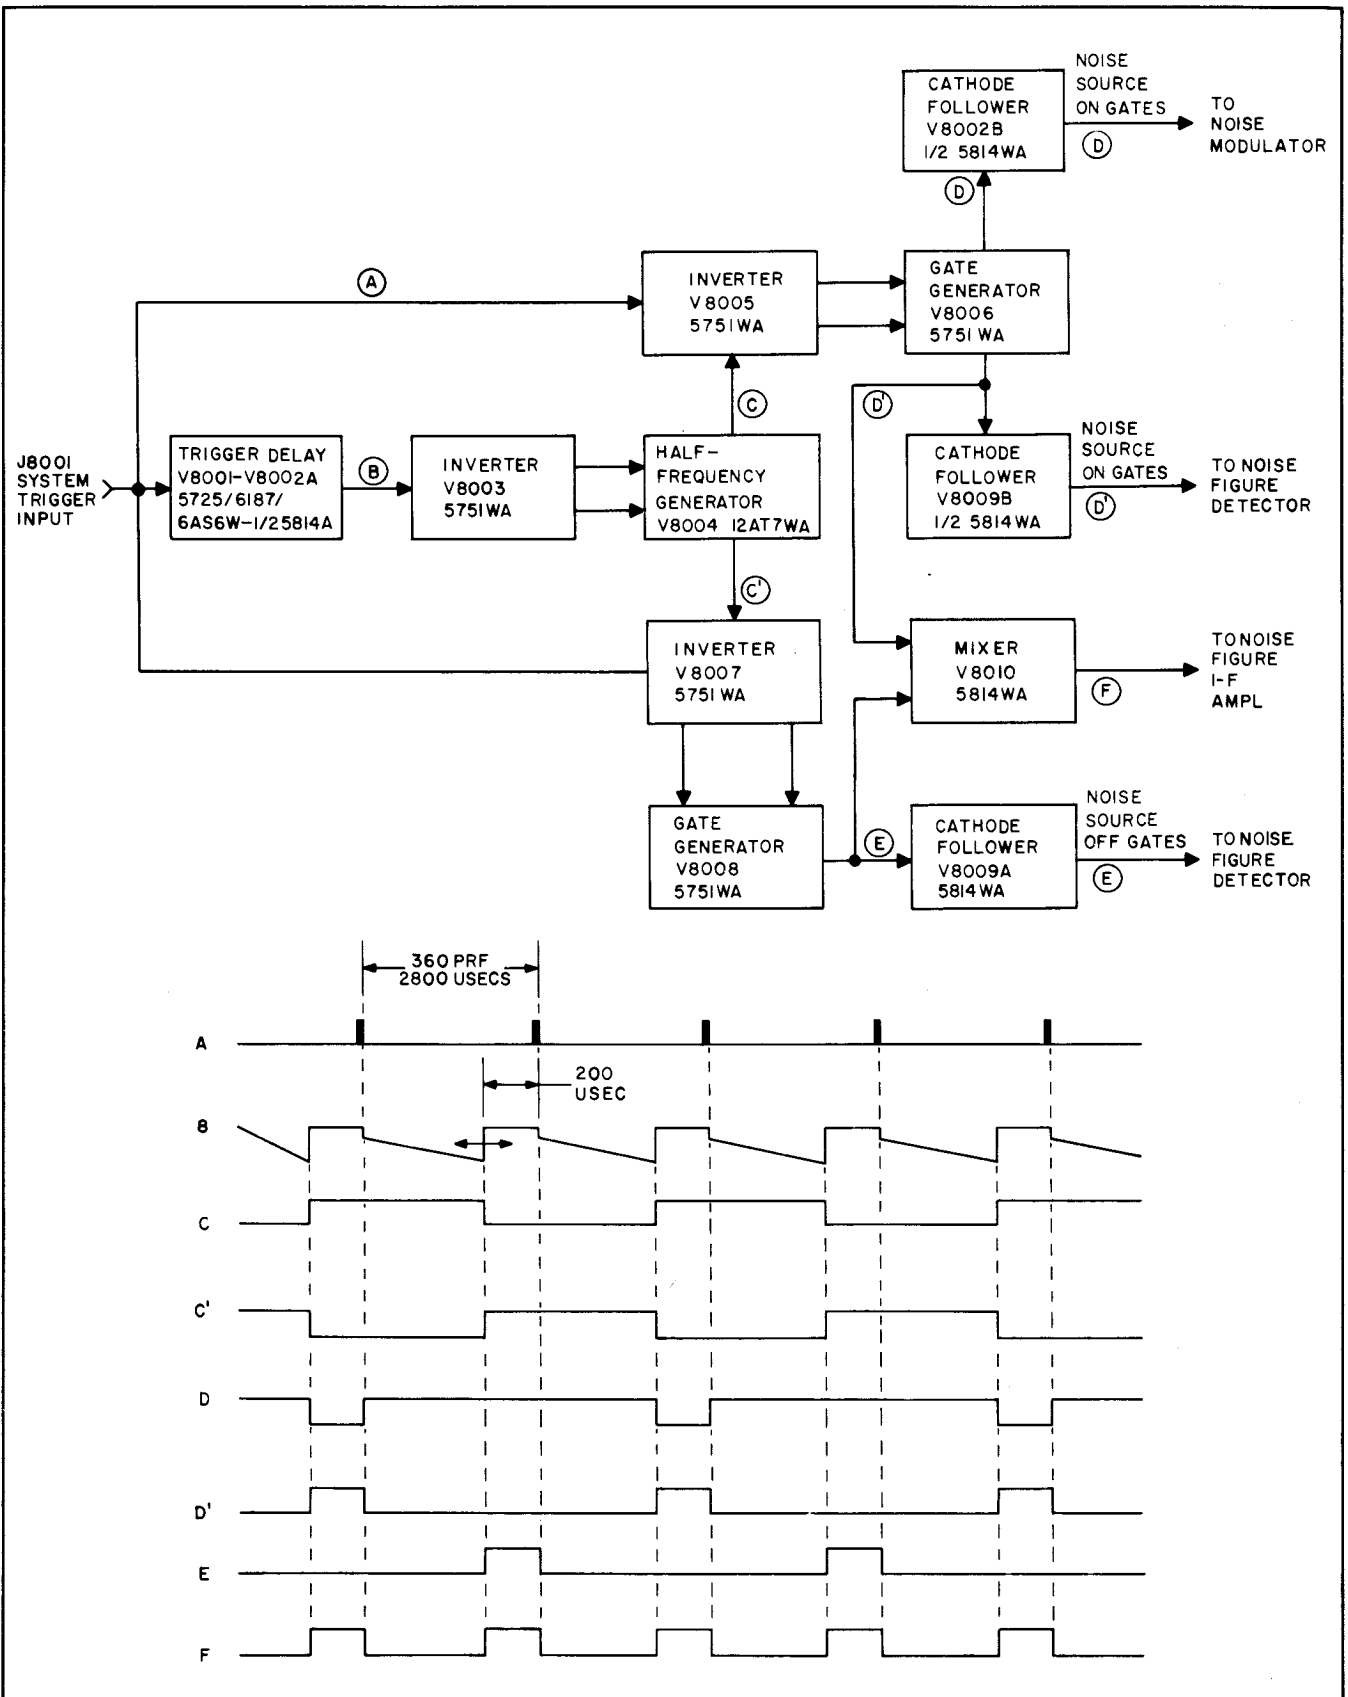 CATHODE
FOLLOWER
V8002B
1/2 5814WA
NOISE
SOURCE
ON GATES
D
TO
NOISE
MODULATOR
D
A
INVERTER
V8005
5751WA
GATE
GENERATOR
V8006
5751WA
C
D'
J8001
SYSTEM
TRIGGER
INPUT
TRIGGER DELAY
V8001-V8002A
5725/6187/
6AS6W-1/25814A
B
INVERTER
V8003
5751WA
HALF-
FREQUENCY
GENERATOR
V8004 12AT7WA
CATHODE
FOLLOWER
V8009B
1/2 5814WA
NOISE
SOURCE
ON GATES
D'
TO NOISE
FIGURE
DETECTOR
C'
INVERTER
V8007
5751WA
MIXER
V8010
5814WA
F
TO NOISE
FIGURE
I-F
AMPL
GATE
GENERATOR
V8008
5751WA
E
CATHODE
FOLLOWER
V8009A
5814WA
NOISE
SOURCE
OFF GATES
E
TO NOISE
FIGURE
DETECTOR
360 PRF
2800 USECS
A
200
USEC
B
C
C'
D
D'
E
F